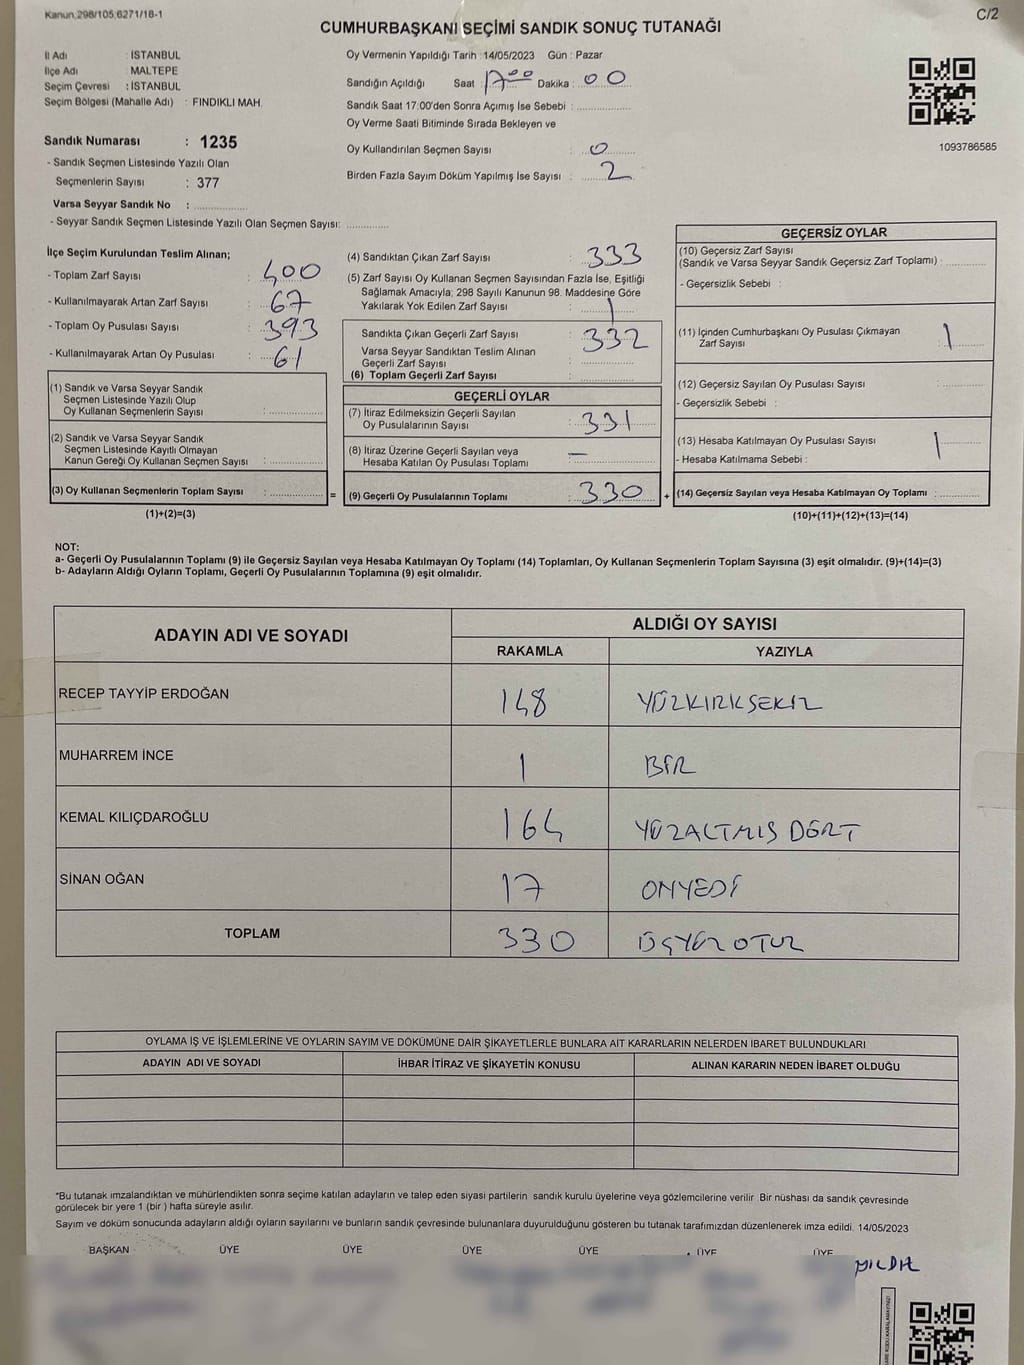 Kanun,298/105,6271/18-1
C/2
CUMHURBAŞKANI SEÇİMİ SANDIK SONUÇ TUTANAĞI
İl Adı : İSTANBUL
İlçe Adı : MALTEPE
Seçim Çevresi : İSTANBUL
Seçim Bölgesi (Mahalle Adı) : FINDIKLI MAH.
Sandık Numarası : 1235
- Sandık Seçmen Listesinde Yazılı Olan
Seçmenlerin Sayısı : 377
Varsa Seyyar Sandık No :
- Seyyar Sandık Seçmen Listesinde Yazılı Olan Seçmen Sayısı:
Oy Vermenin Yapıldığı Tarih :14/05/2023 Gün : Pazar
Sandığın Açıldığı Saat 17:00 Dakika : 00
Sandık Saat 17:00'den Sonra Açımış İse Sebebi :
Oy Verme Saati Bitiminde Sırada Bekleyen ve
Oy Kullandırılan Seçmen Sayısı : 0
Birden Fazla Sayım Döküm Yapılmış İse Sayısı : 2
1093786585
İlçe Seçim Kurulundan Teslim Alınan;
- Toplam Zarf Sayısı : 400
- Kullanılmayarak Artan Zarf Sayısı : 67
- Toplam Oy Pusulası Sayısı : 393
- Kullanılmayarak Artan Oy Pusulası : 61
(1) Sandık ve Varsa Seyyar Sandık
Seçmen Listesinde Yazılı Olup
Oy Kullanan Seçmenlerin Sayısı :
(2) Sandık ve Varsa Seyyar Sandık
Seçmen Listesinde Kayıtlı Olmayan
Kanun Gereği Oy Kullanan Seçmen Sayısı :
(3) Oy Kullanan Seçmenlerin Toplam Sayısı : =
(1)+(2)=(3)
(4) Sandıktan Çıkan Zarf Sayısı : 333
(5) Zarf Sayısı Oy Kullanan Seçmen Sayısından Fazla İse, Eşitliği
Sağlamak Amacıyla; 298 Sayılı Kanunun 98. Maddesine Göre
Yakılarak Yok Edilen Zarf Sayısı : 1
Sandıkta Çıkan Geçerli Zarf Sayısı : 332
Varsa Seyyar Sandıktan Teslim Alınan
Geçerli Zarf Sayısı :
(6) Toplam Geçerli Zarf Sayısı :
GEÇERLİ OYLAR
(7) İtiraz Edilmeksizin Geçerli Sayılan
Oy Pusulalarının Sayısı : 331
(8) İtiraz Üzerine Geçerli Sayılan veya
Hesaba Katılan Oy Pusulası Toplamı : –
(9) Geçerli Oy Pusulalarının Toplamı : 330 +
GEÇERSİZ OYLAR
(10) Geçersiz Zarf Sayısı
(Sandık ve Varsa Seyyar Sandık Geçersiz Zarf Toplamı) :
- Geçersizlik Sebebi :
(11) İçinden Cumhurbaşkanı Oy Pusulası Çıkmayan
Zarf Sayısı : 1
(12) Geçersiz Sayılan Oy Pusulası Sayısı :
- Geçersizlik Sebebi :
(13) Hesaba Katılmayan Oy Pusulası Sayısı : 1
- Hesaba Katılmama Sebebi :
(14) Geçersiz Sayılan veya Hesaba Katılmayan Oy Toplamı :
(10)+(11)+(12)+(13)=(14)
NOT:
a- Geçerli Oy Pusulalarının Toplamı (9) ile Geçersiz Sayılan veya Hesaba Katılmayan Oy Toplamı (14) Toplamları, Oy Kullanan Seçmenlerin Toplam Sayısına (3) eşit olmalıdır. (9)+(14)=(3)
b- Adayların Aldığı Oyların Toplamı, Geçerli Oy Pusulalarının Toplamına (9) eşit olmalıdır.
ADAYIN ADI VE SOYADI
ALDIĞI OY SAYISI
RAKAMLA YAZIYLA
RECEP TAYYİP ERDOĞAN 148 YÜZKIRKSEKİZ
MUHARREM İNCE 1 BİR
KEMAL KILIÇDAROĞLU 164 YÜZALTMIŞ DÖRT
SİNAN OĞAN 17 ONYEDİ
TOPLAM 330 ÜÇYÜZ OTUZ
OYLAMA İŞ VE İŞLEMLERİNE VE OYLARIN SAYIM VE DÖKÜMÜNE DAİR ŞİKAYETLERLE BUNLARA AİT KARARLARIN NELERDEN İBARET BULUNDUKLARI
ADAYIN ADI VE SOYADI İHBAR İTİRAZ VE ŞİKAYETİN KONUSU ALINAN KARARIN NEDEN İBARET OLDUĞU
*Bu tutanak imzalandıktan ve mühürlendikten sonra seçime katılan adayların ve talep eden siyasi partilerin sandık kurulu üyelerine veya gözlemcilerine verilir. Bir nüshası da sandık çevresinde
görülecek bir yere 1 (bir ) hafta süreyle asılır.
Sayım ve döküm sonucunda adayların aldığı oyların sayılarını ve bunların sandık çevresinde bulunanlara duyurulduğunu gösteren bu tutanak tarafımızdan düzenlenerek imza edildi. 14/05/2023
BAŞKAN ÜYE ÜYE ÜYE ÜYE ÜYE ÜYE